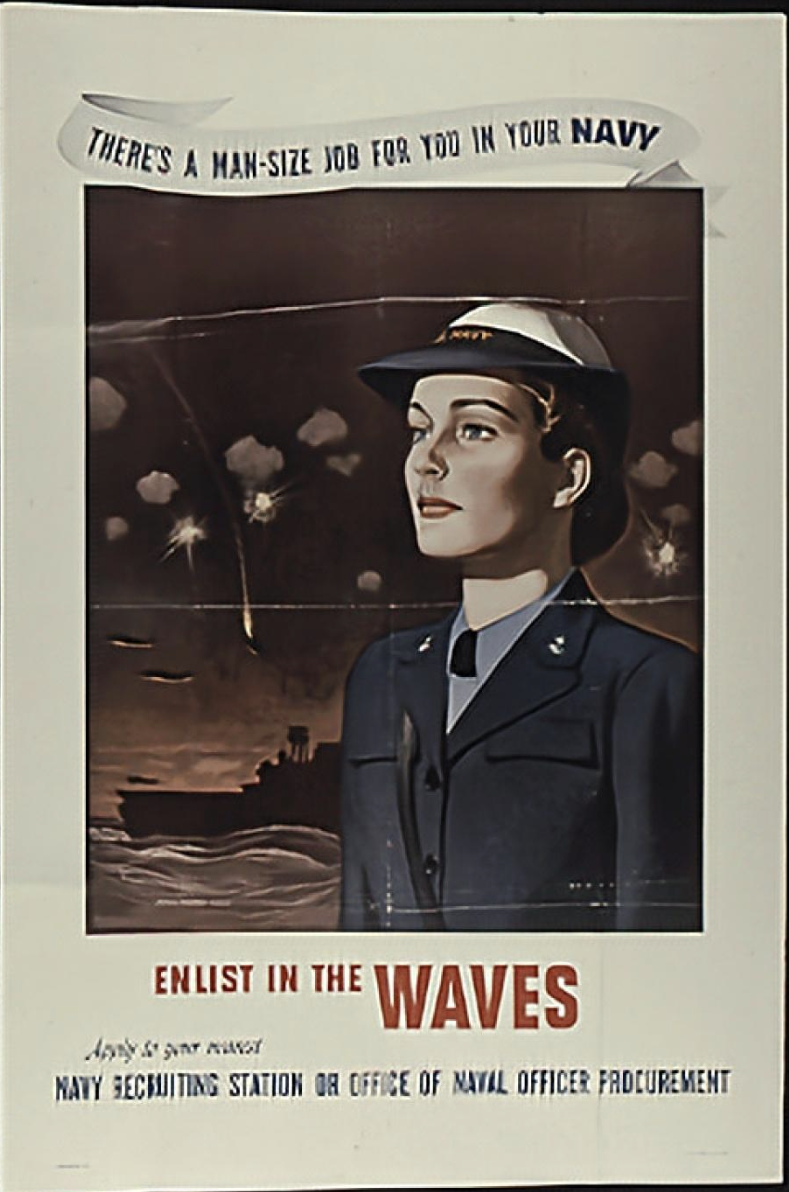 THERE'S A MAN-SIZE JOB FOR YOU IN YOUR NAVY
NAVY
ENLIST IN THE WAVES
Apply to your nearest
NAVY RECRUITING STATION OR OFFICE OF NAVAL OFFICER PROCUREMENT